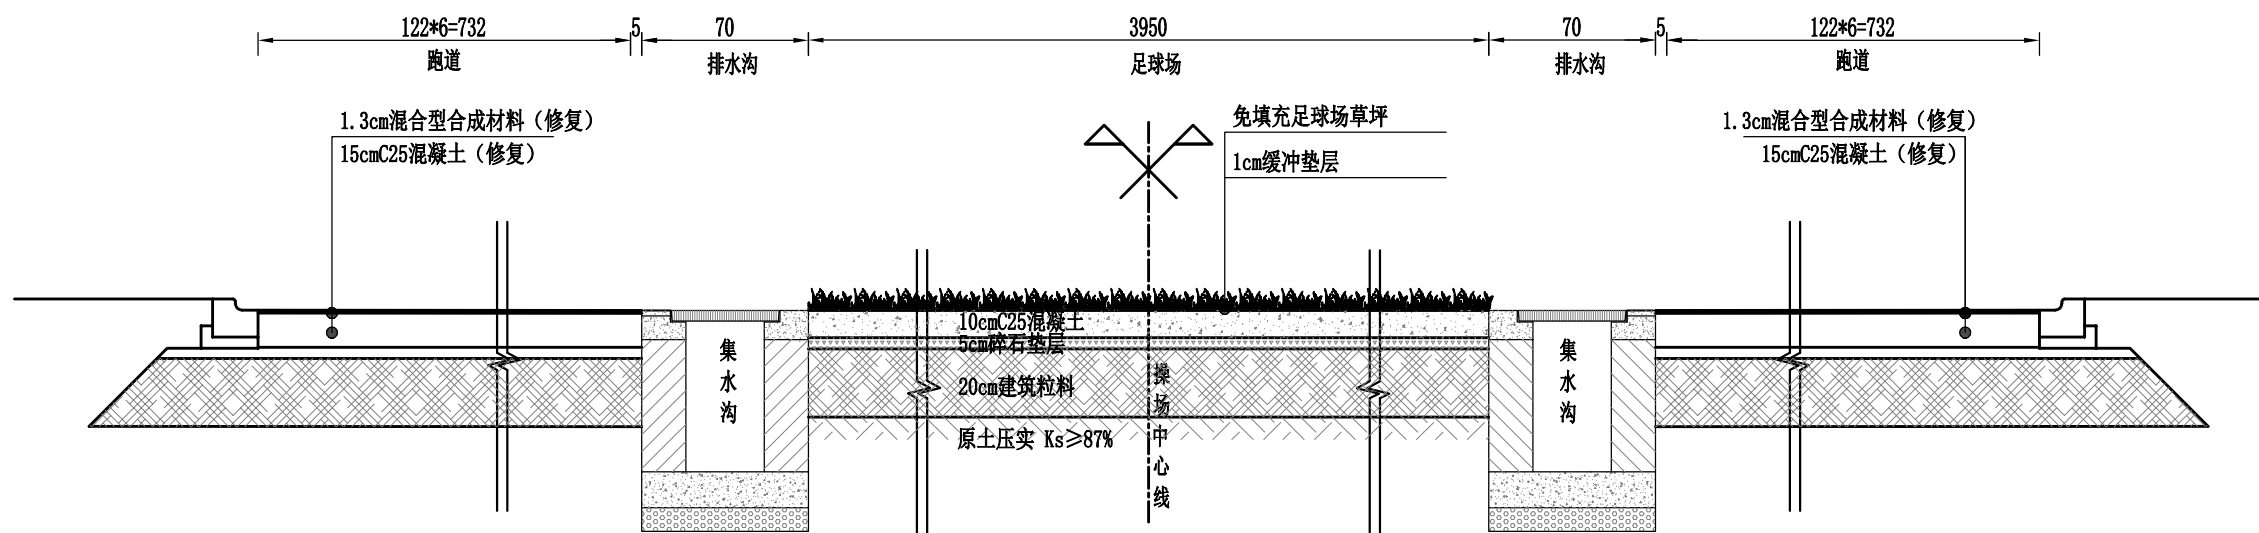 122*6=732
5
70
3950
70
5
122*6=732
跑道
排水沟
足球场
排水沟
跑道
1.3cm混合型合成材料（修复）
15cmC25混凝土（修复）
免填充足球场草坪
1cm缓冲垫层
1.3cm混合型合成材料（修复）
15cmC25混凝土（修复）
集水沟
10cmC25混凝土
5cm碎石垫层
20cm建筑粒料
原土压实 Ks≥87%
操场中心线
集水沟